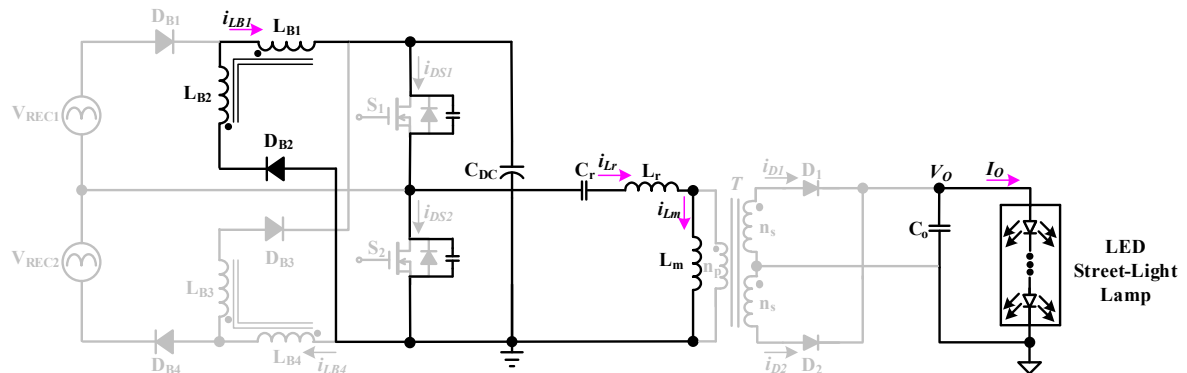 D_B1
i_LB1
L_B1
L_B2
V_REC1
D_B2
i_DS1
S_1
C_DC
C_r
i_Lr
L_r
i_Lm
L_m
T
n_p
n_s
n_s
i_D1
D_1
V_O
I_O
C_o
LED
Street-Light
Lamp
i_DS2
S_2
V_REC2
D_B3
L_B3
D_B4
L_B4
i_LB4
i_D2
D_2